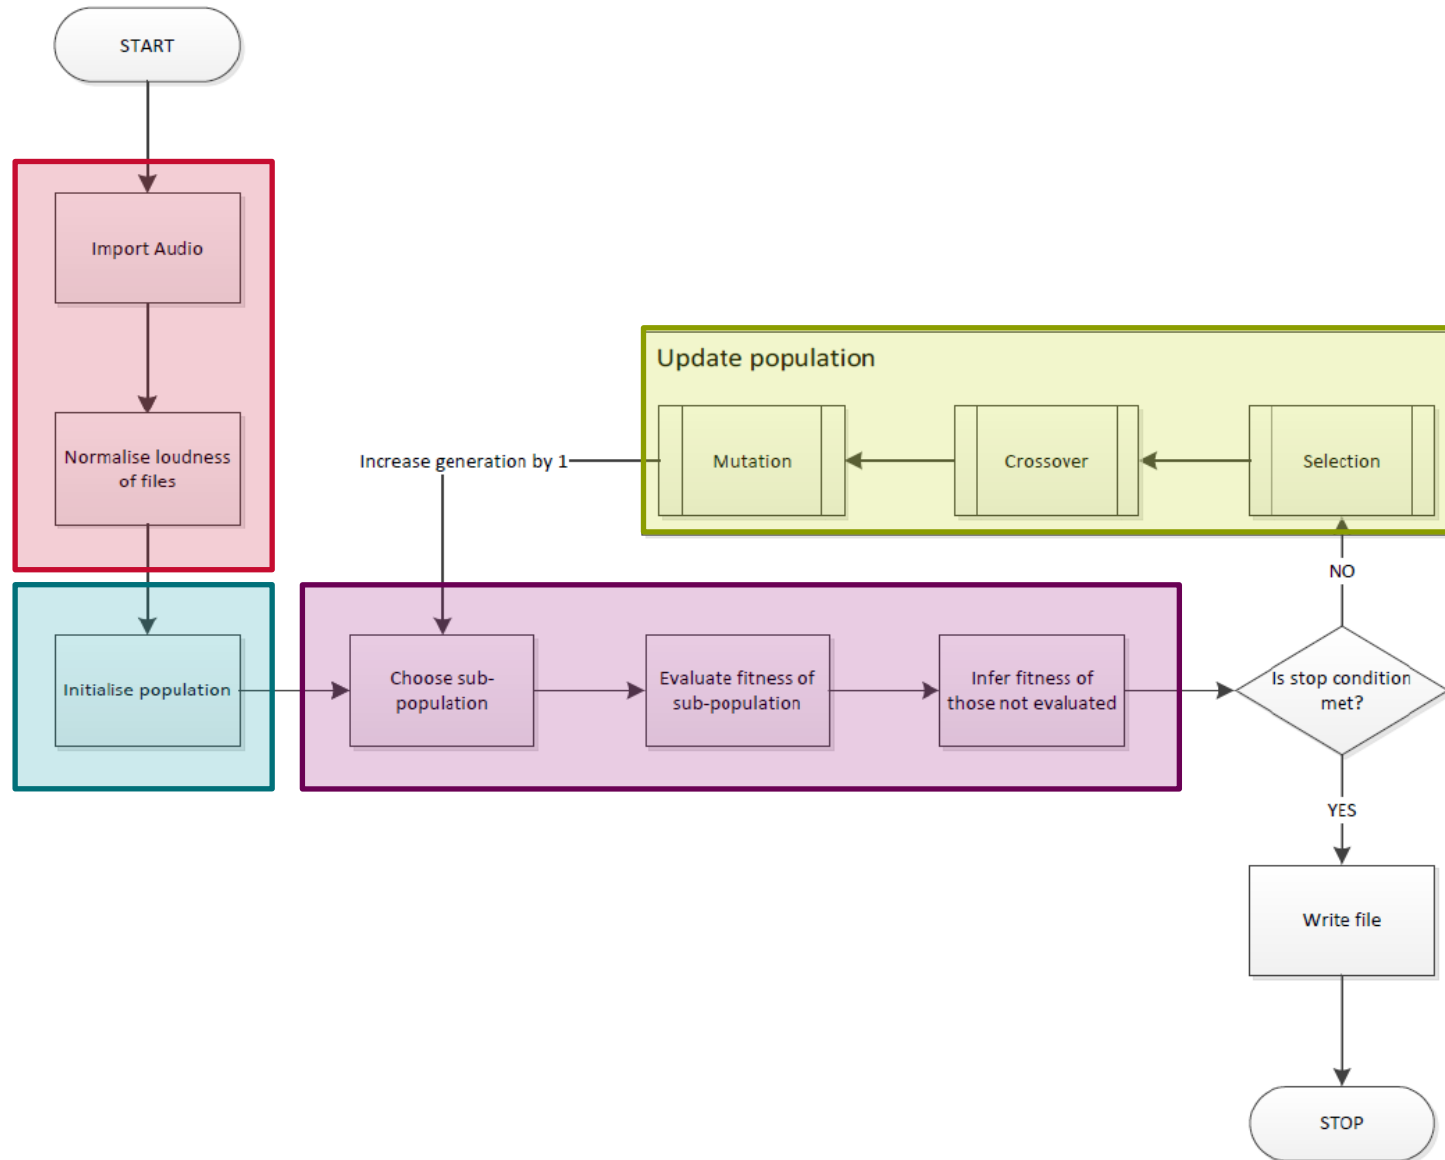 START
Import Audio
Normalise loudness
of files
Initialise population
Update population
Increase generation by 1
Mutation
Crossover
Selection
NO
Choose sub-
population
Evaluate fitness of
sub-population
Infer fitness of
those not evaluated
Is stop condition
met?
YES
Write file
STOP